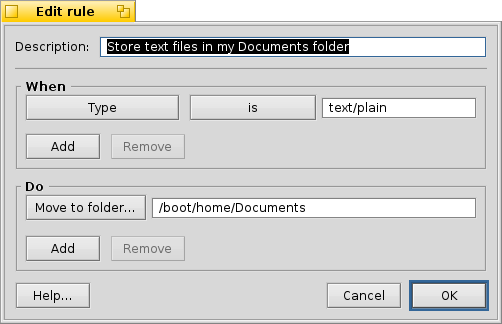 Edit rule
Description: Store text files in my Documents folder
When
Type is text/plain
Add Remove
Do
Move to folder... /boot/home/Documents
Add Remove
Help... Cancel OK